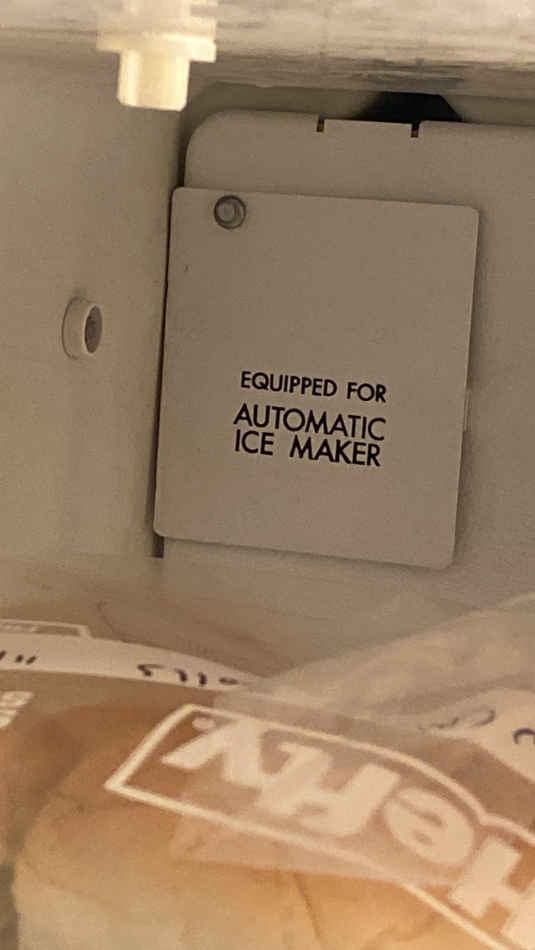 EQUIPPED FOR
AUTOMATIC
ICE MAKER
Hefty.